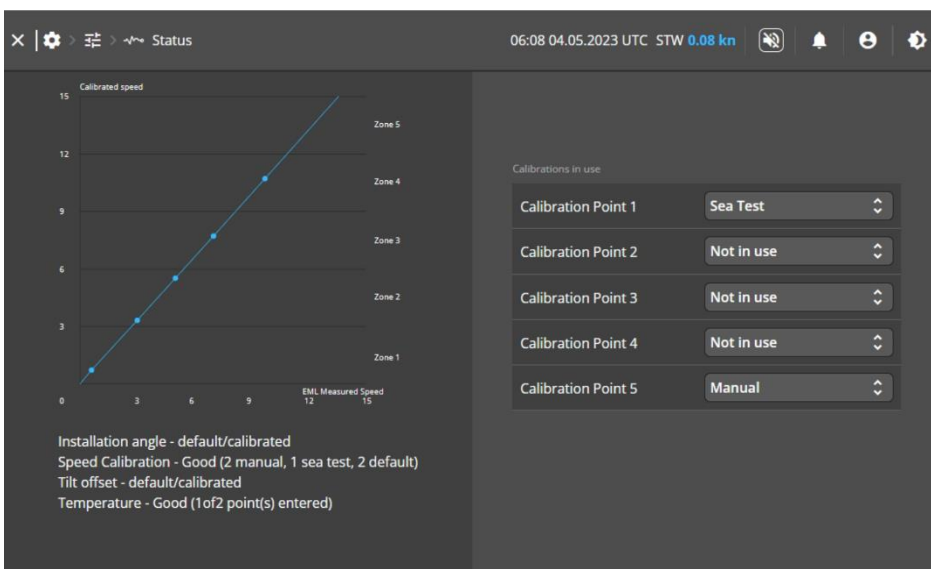 Status
06:08 04.05.2023 UTC STW 0.08 kn
Calibrated speed
15
Zone 5
12
Zone 4
9
Zone 3
6
Zone 2
3
Zone 1
EML Measured Speed
0 3 6 9 12 15
Installation angle - default/calibrated
Speed Calibration - Good (2 manual, 1 sea test, 2 default)
Tilt offset - default/calibrated
Temperature - Good (1of2 point(s) entered)
Calibrations in use
Calibration Point 1 Sea Test
Calibration Point 2 Not in use
Calibration Point 3 Not in use
Calibration Point 4 Not in use
Calibration Point 5 Manual